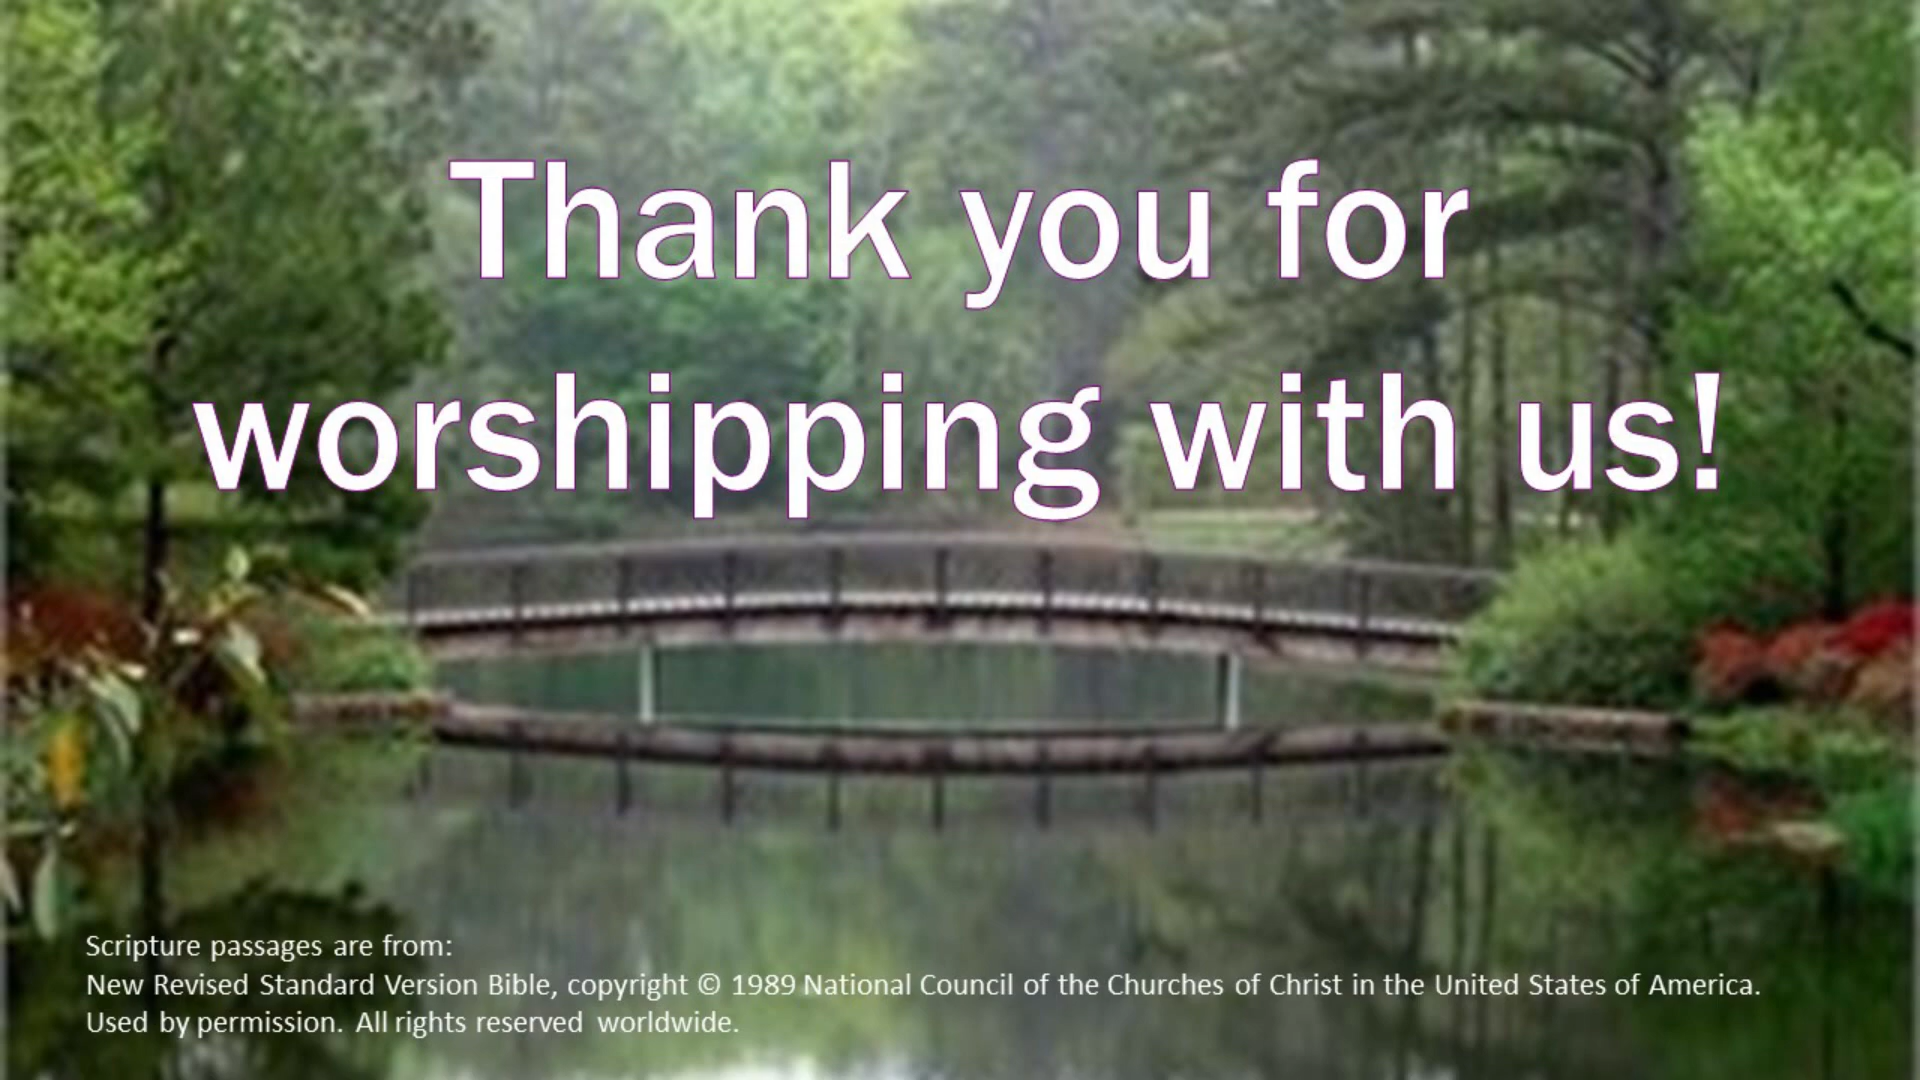 Thank you for
worshipping with us!
Scripture passages are from:
New Revised Standard Version Bible, copyright © 1989 National Council of the Churches of Christ in the United States of America.
Used by permission. All rights reserved worldwide.